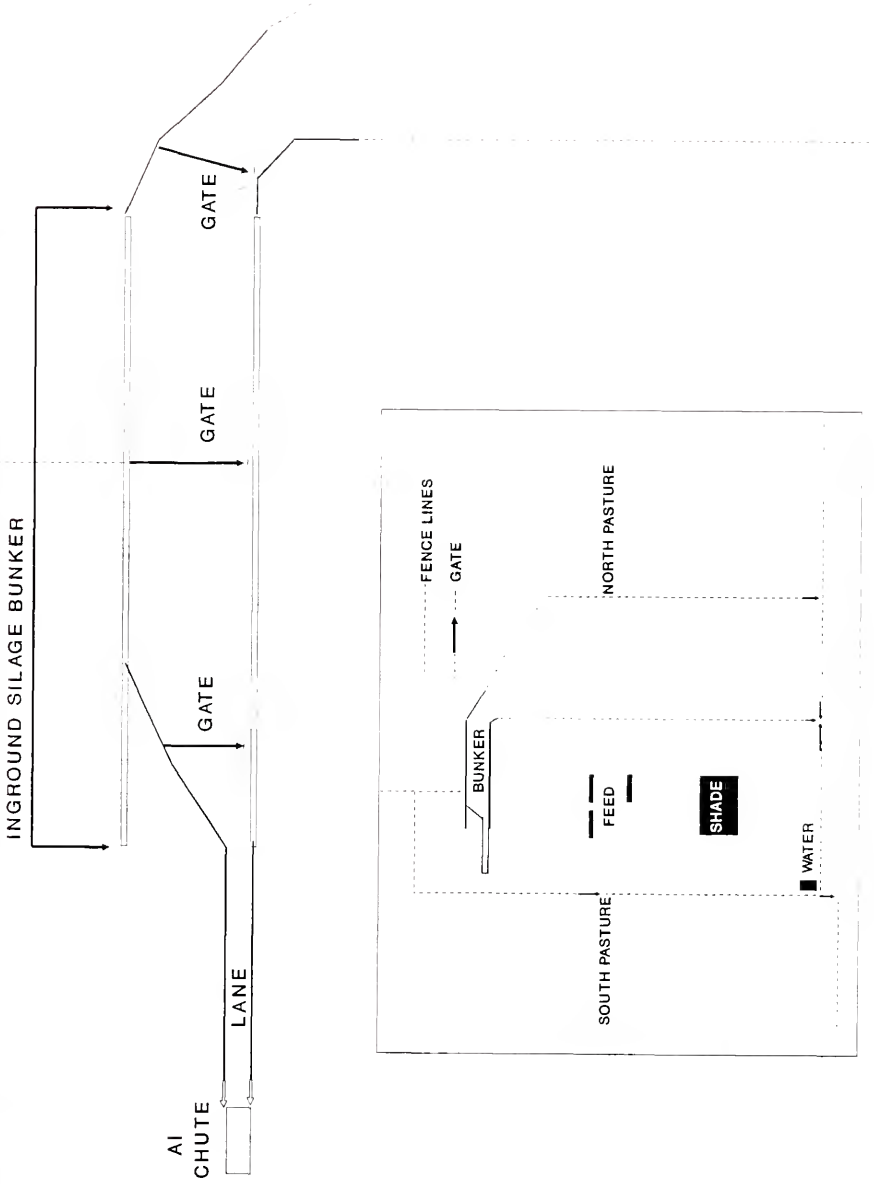 INGROUND SILAGE BUNKER
GATE
GATE
GATE
LANE
AI
CHUTE
FENCE LINES
GATE
BUNKER
NORTH PASTURE
FEED
SHADE
WATER
SOUTH PASTURE